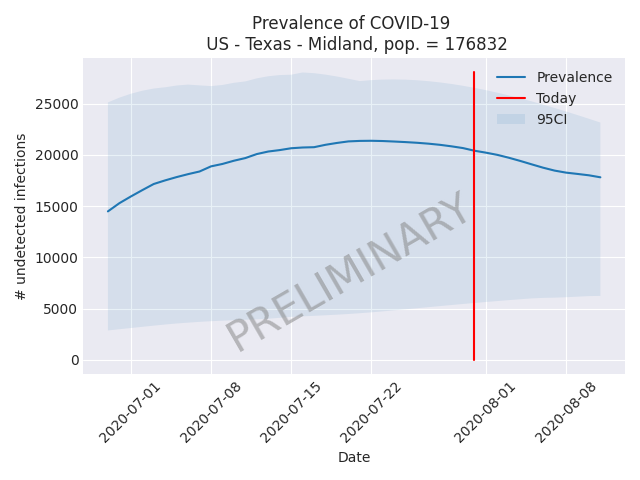 Prevalence of COVID-19
US - Texas - Midland, pop. = 176832
Prevalence
Today
95CI
25000
20000
15000
10000
5000
0
# undetected infections
PRELIMINARY
2020-07-01
2020-07-08
2020-07-15
2020-07-22
2020-08-01
2020-08-08
Date